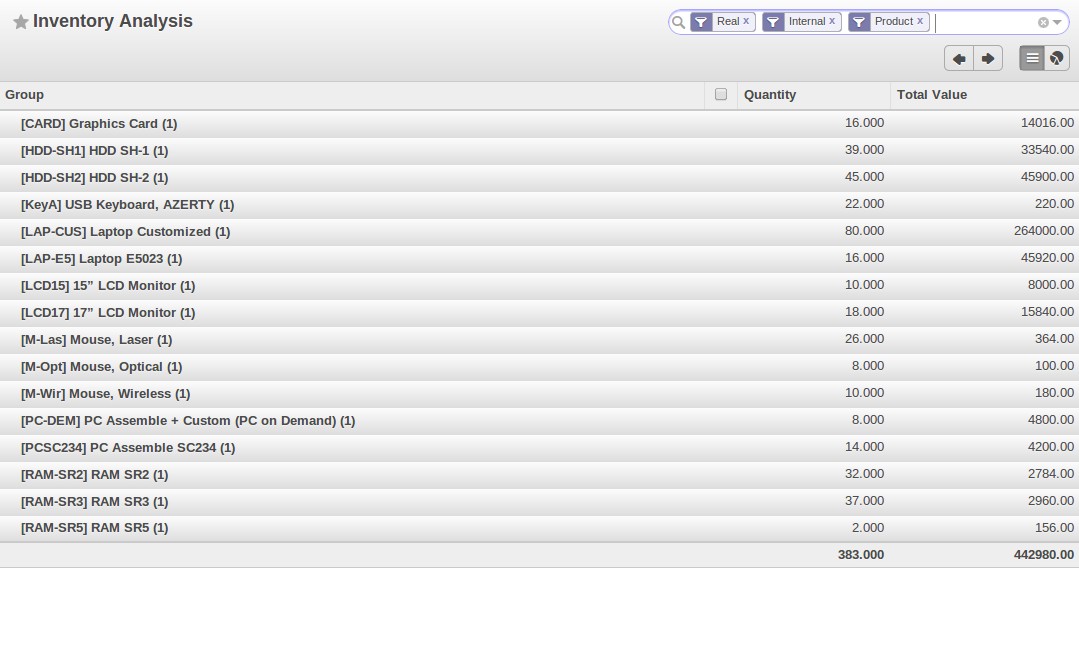 Inventory Analysis Real x Internal x Product x
Group Quantity Total Value
[CARD] Graphics Card (1) 16.000 14016.00
[HDD-SH1] HDD SH-1 (1) 39.000 33540.00
[HDD-SH2] HDD SH-2 (1) 45.000 45900.00
[KeyA] USB Keyboard, AZERTY (1) 22.000 220.00
[LAP-CUS] Laptop Customized (1) 80.000 264000.00
[LAP-E5] Laptop E5023 (1) 16.000 45920.00
[LCD15] 15” LCD Monitor (1) 10.000 8000.00
[LCD17] 17” LCD Monitor (1) 18.000 15840.00
[M-Las] Mouse, Laser (1) 26.000 364.00
[M-Opt] Mouse, Optical (1) 8.000 100.00
[M-Wir] Mouse, Wireless (1) 10.000 180.00
[PC-DEM] PC Assemble + Custom (PC on Demand) (1) 8.000 4800.00
[PCSC234] PC Assemble SC234 (1) 14.000 4200.00
[RAM-SR2] RAM SR2 (1) 32.000 2784.00
[RAM-SR3] RAM SR3 (1) 37.000 2960.00
[RAM-SR5] RAM SR5 (1) 2.000 156.00
383.000 442980.00